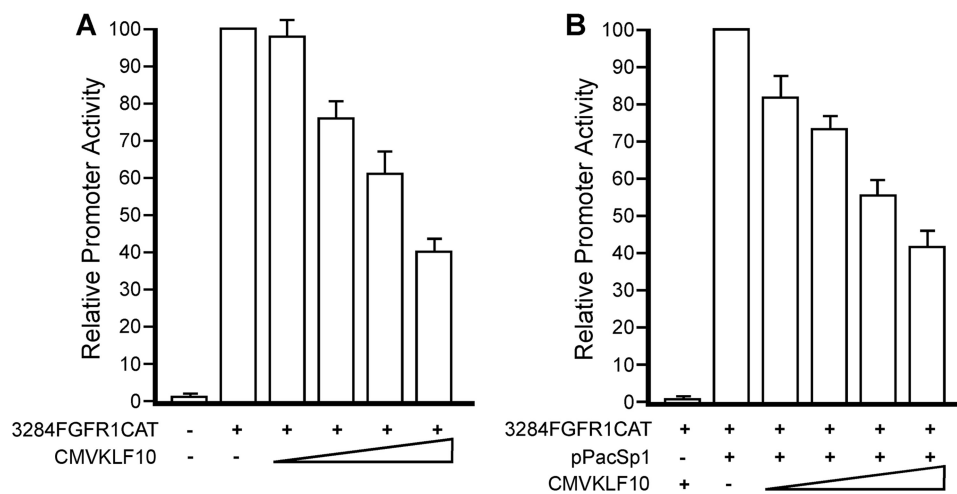 A
Relative Promoter Activity
100
90
80
70
60
50
40
30
20
10
0
3284FGFR1CAT - + + + + +
CMVKLF10 - -
B
Relative Promoter Activity
100
90
80
70
60
50
40
30
20
10
0
3284FGFR1CAT + + + + + +
pPacSp1 - + + + + +
CMVKLF10 + -